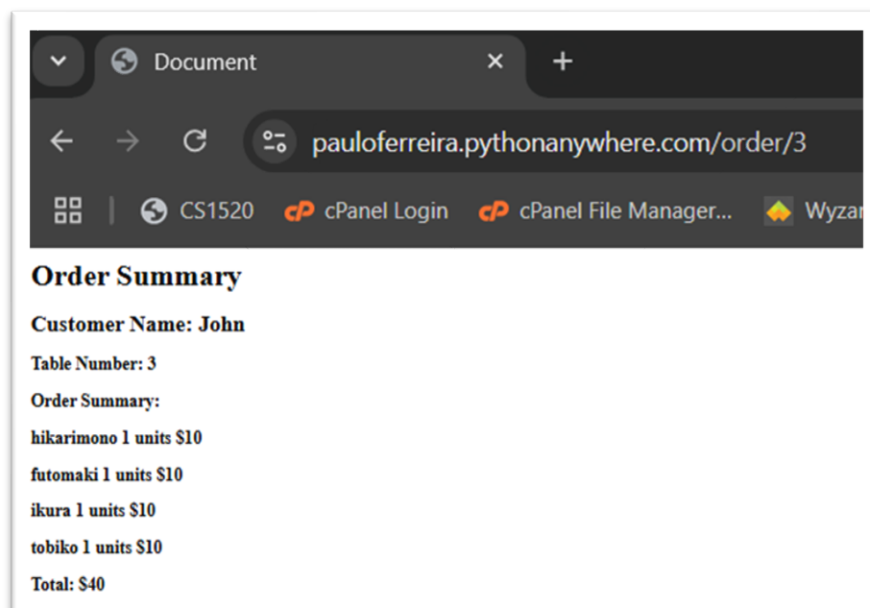 Document
pauloferreira.pythonanywhere.com/order/3
CS1520 cPanel Login cPanel File Manager... Wyzar
Order Summary
Customer Name: John
Table Number: 3
Order Summary:
hikarimono 1 units $10
futomaki 1 units $10
ikura 1 units $10
tobiko 1 units $10
Total: $40